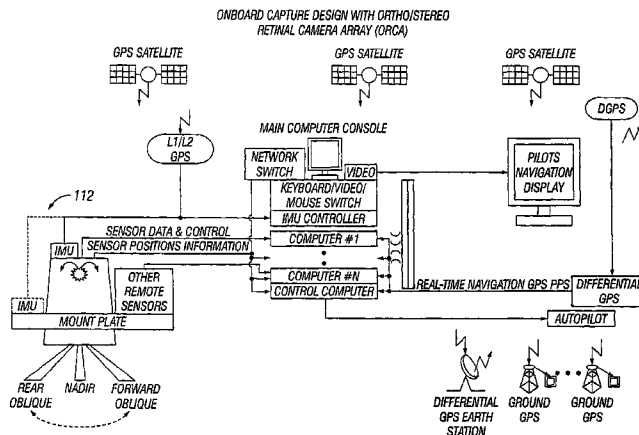 ONBOARD CAPTURE DESIGN WITH ORTHO/STEREO
RETINAL CAMERA ARRAY (ORCA)
GPS SATELLITE
GPS SATELLITE
GPS SATELLITE
DGPS
L1/L2
GPS
MAIN COMPUTER CONSOLE
NETWORK
SWITCH
VIDEO
KEYBOARD/VIDEO/
MOUSE SWITCH
IMU CONTROLLER
PILOTS
NAVIGATION
DISPLAY
112
SENSOR DATA & CONTROL
SENSOR POSITIONS INFORMATION
COMPUTER #1
COMPUTER #N
CONTROL COMPUTER
IMU
IMU
OTHER
REMOTE
SENSORS
MOUNT PLATE
REAL-TIME NAVIGATION GPS PPS
DIFFERENTIAL
GPS
AUTOPILOT
REAR
OBLIQUE
NADIR
FORWARD
OBLIQUE
DIFFERENTIAL
GPS EARTH
STATION
GROUND
GPS
GROUND
GPS